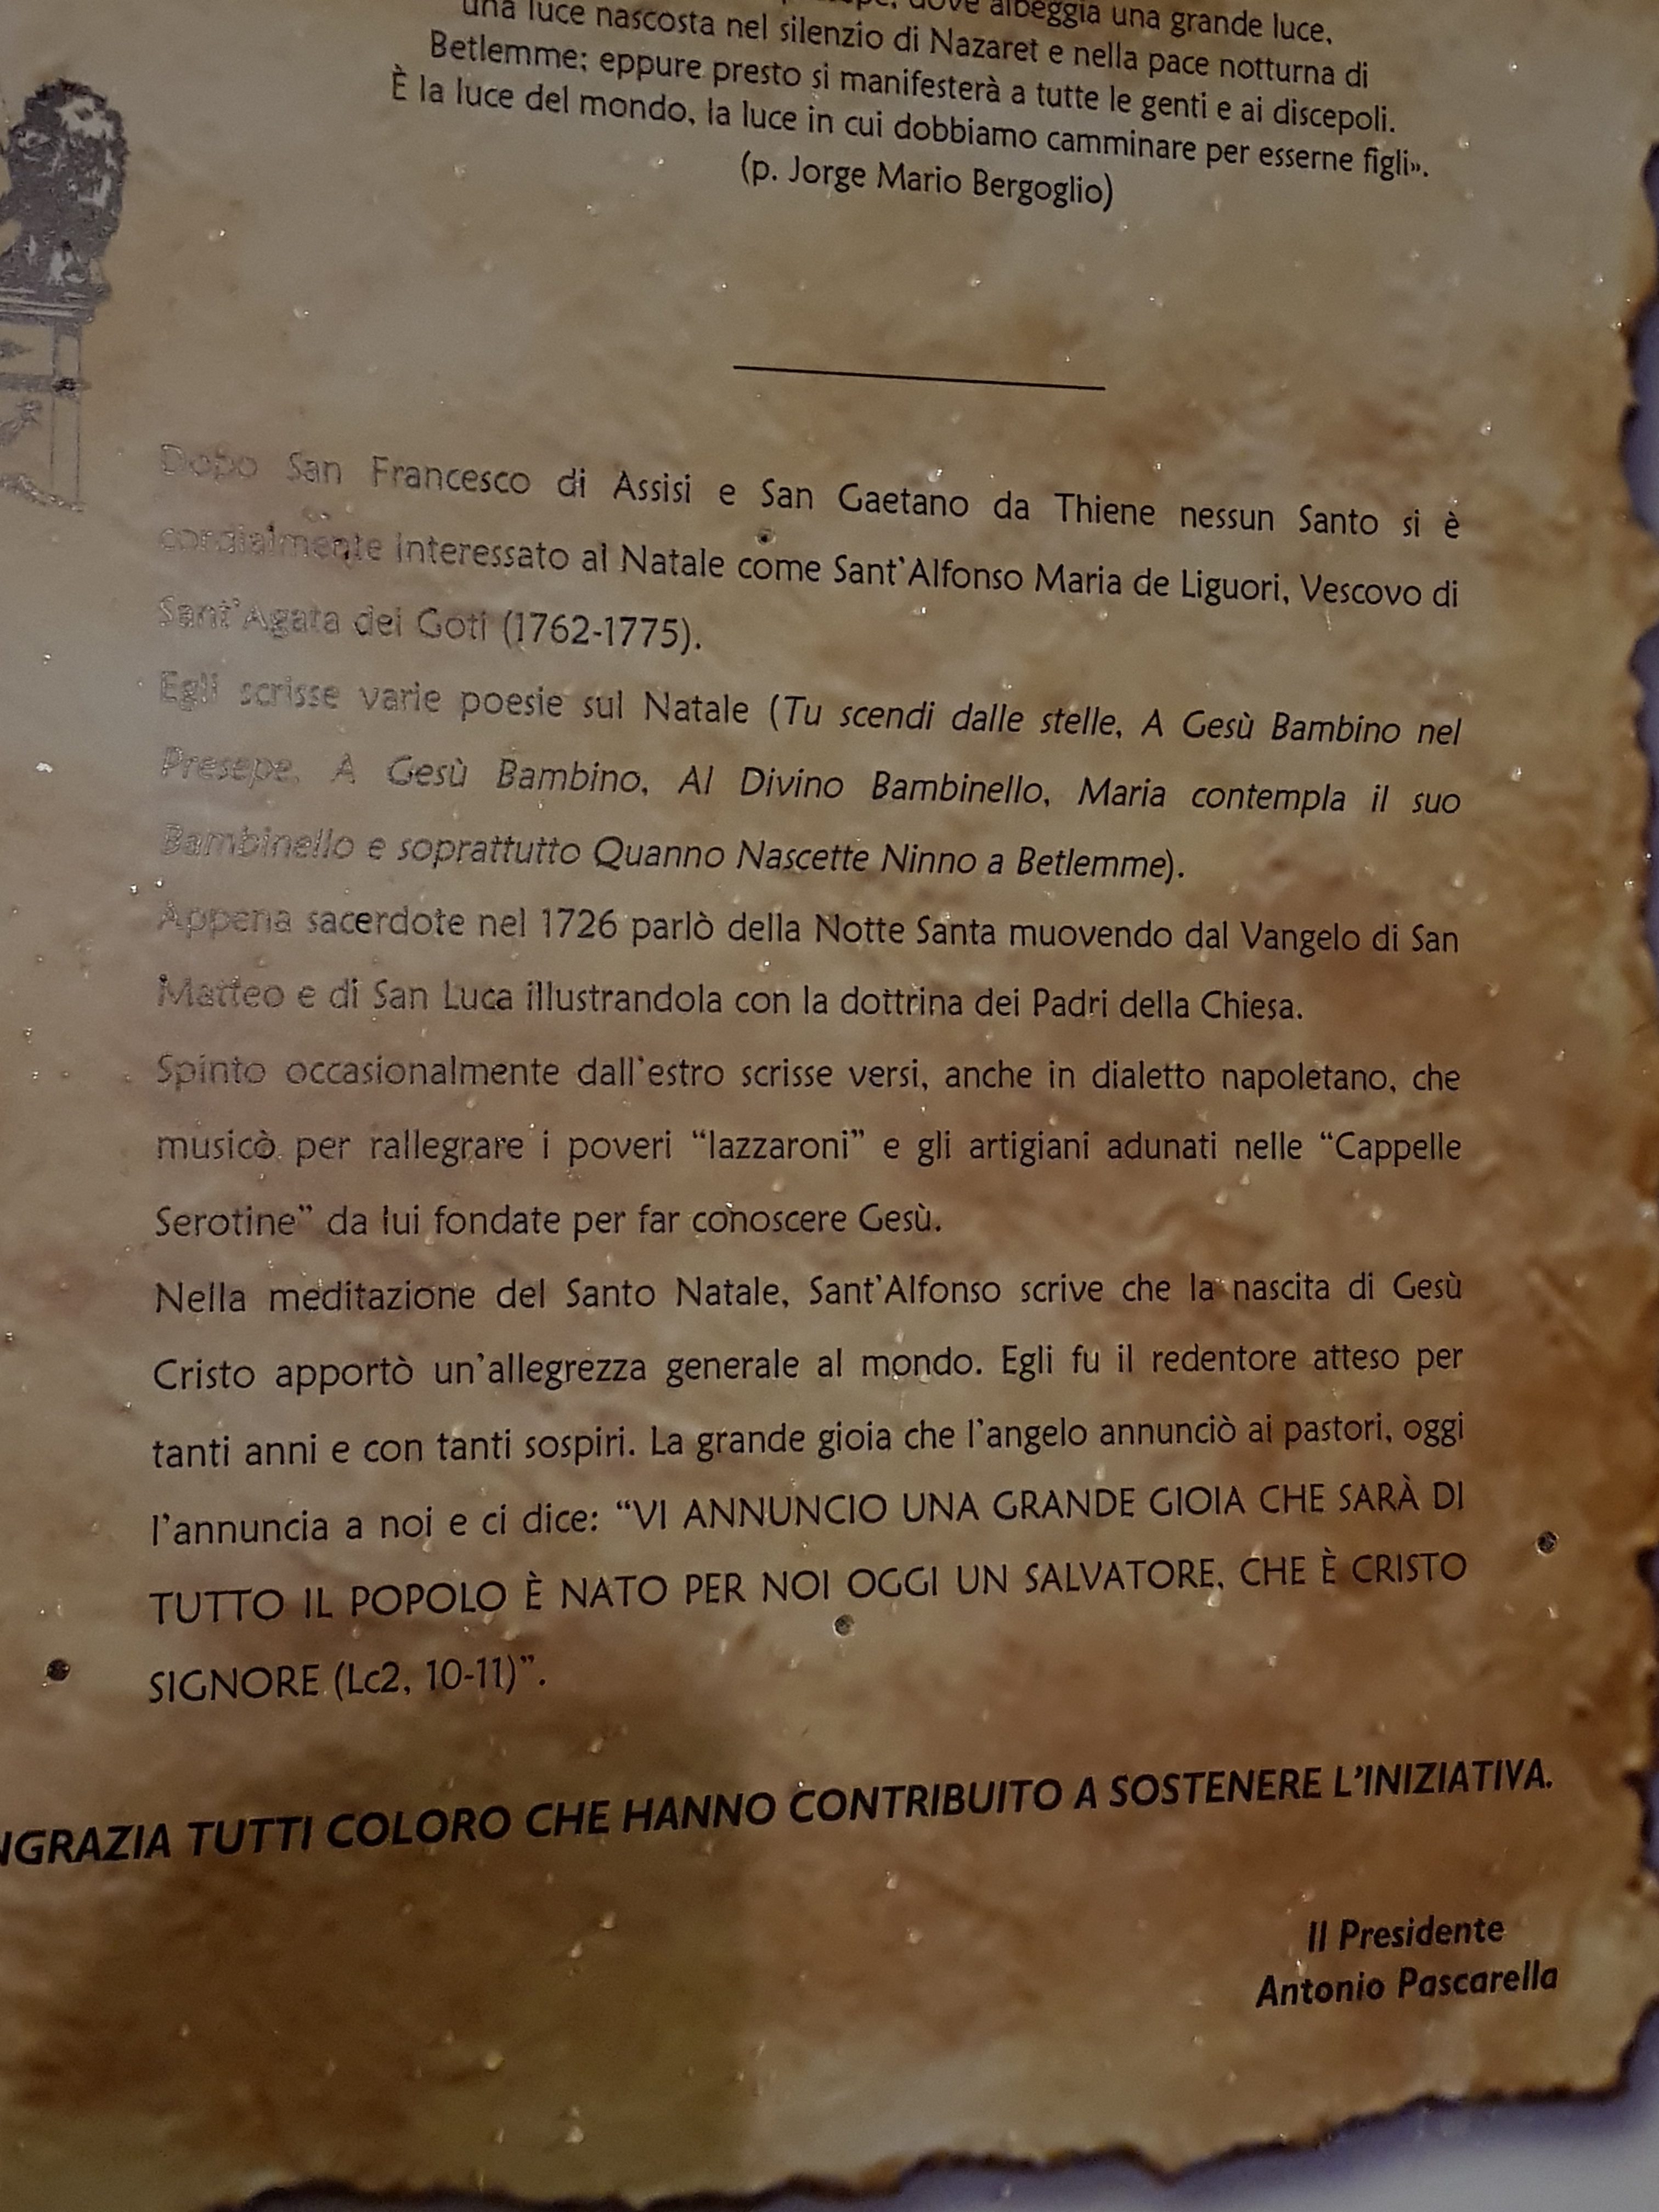 dove albeggia una grande luce,
una luce nascosta nel silenzio di Nazaret e nella pace notturna di
Betlemme; eppure presto si manifesterà a tutte le genti e ai discepoli.
È la luce del mondo, la luce in cui dobbiamo camminare per esserne figli».
(p. Jorge Mario Bergoglio)
Dopo San Francesco di Assisi e San Gaetano da Thiene nessun Santo si è
cordialmente interessato al Natale come Sant'Alfonso Maria de Liguori, Vescovo di
Sant'Agata dei Goti (1762-1775).
Egli scrisse varie poesie sul Natale (Tu scendi dalle stelle, A Gesù Bambino nel
Presepe, A Gesù Bambino, Al Divino Bambinello, Maria contempla il suo
Bambinello e soprattutto Quanno Nascette Ninno a Betlemme).
Appena sacerdote nel 1726 parlò della Notte Santa muovendo dal Vangelo di San
Matteo e di San Luca illustrandola con la dottrina dei Padri della Chiesa.
Spinto occasionalmente dall'estro scrisse versi, anche in dialetto napoletano, che
musicò per rallegrare i poveri “lazzaroni” e gli artigiani adunati nelle “Cappelle
Serotine” da lui fondate per far conoscere Gesù.
Nella meditazione del Santo Natale, Sant'Alfonso scrive che la nascita di Gesù
Cristo apportò un'allegrezza generale al mondo. Egli fu il redentore atteso per
tanti anni e con tanti sospiri. La grande gioia che l'angelo annunciò ai pastori, oggi
l'annuncia a noi e ci dice: “VI ANNUNCIO UNA GRANDE GIOIA CHE SARÀ DI
TUTTO IL POPOLO È NATO PER NOI OGGI UN SALVATORE, CHE È CRISTO
SIGNORE (Lc2, 10-11)”.
NGRAZIA TUTTI COLORO CHE HANNO CONTRIBUITO A SOSTENERE L'INIZIATIVA.
Il Presidente
Antonio Pascarella